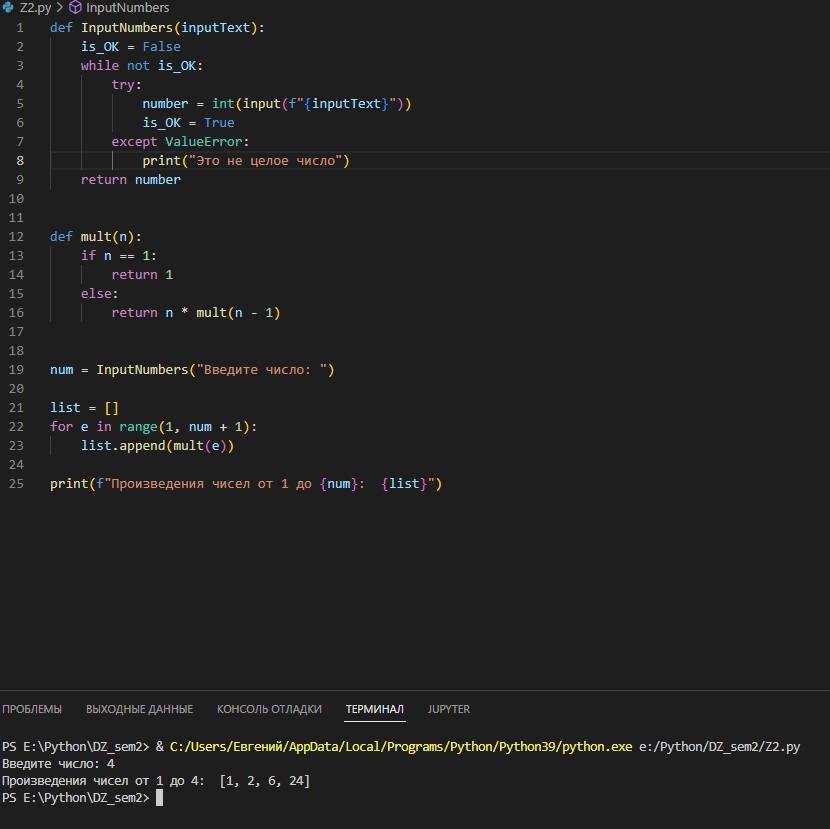 Z2.py > InputNumbers
1 def InputNumbers(inputText):
2     is_OK = False
3     while not is_OK:
4         try:
5             number = int(input(f"{inputText}"))
6             is_OK = True
7         except ValueError:
8             print("Это не целое число")
9     return number
10
11
12 def mult(n):
13     if n == 1:
14         return 1
15     else:
16         return n * mult(n - 1)
17
18
19 num = InputNumbers("Введите число: ")
20
21 list = []
22 for e in range(1, num + 1):
23     list.append(mult(e))
24
25 print(f"Произведения чисел от 1 до {num}:  {list}")
ПРОБЛЕМЫ ВЫХОДНЫЕ ДАННЫЕ КОНСОЛЬ ОТЛАДКИ ТЕРМИНАЛ JUPYTER
PS E:\Python\DZ_sem2> & C:/Users/Евгений/AppData/Local/Programs/Python/Python39/python.exe e:/Python/DZ_sem2/Z2.py
Введите число: 4
Произведения чисел от 1 до 4:  [1, 2, 6, 24]
PS E:\Python\DZ_sem2>